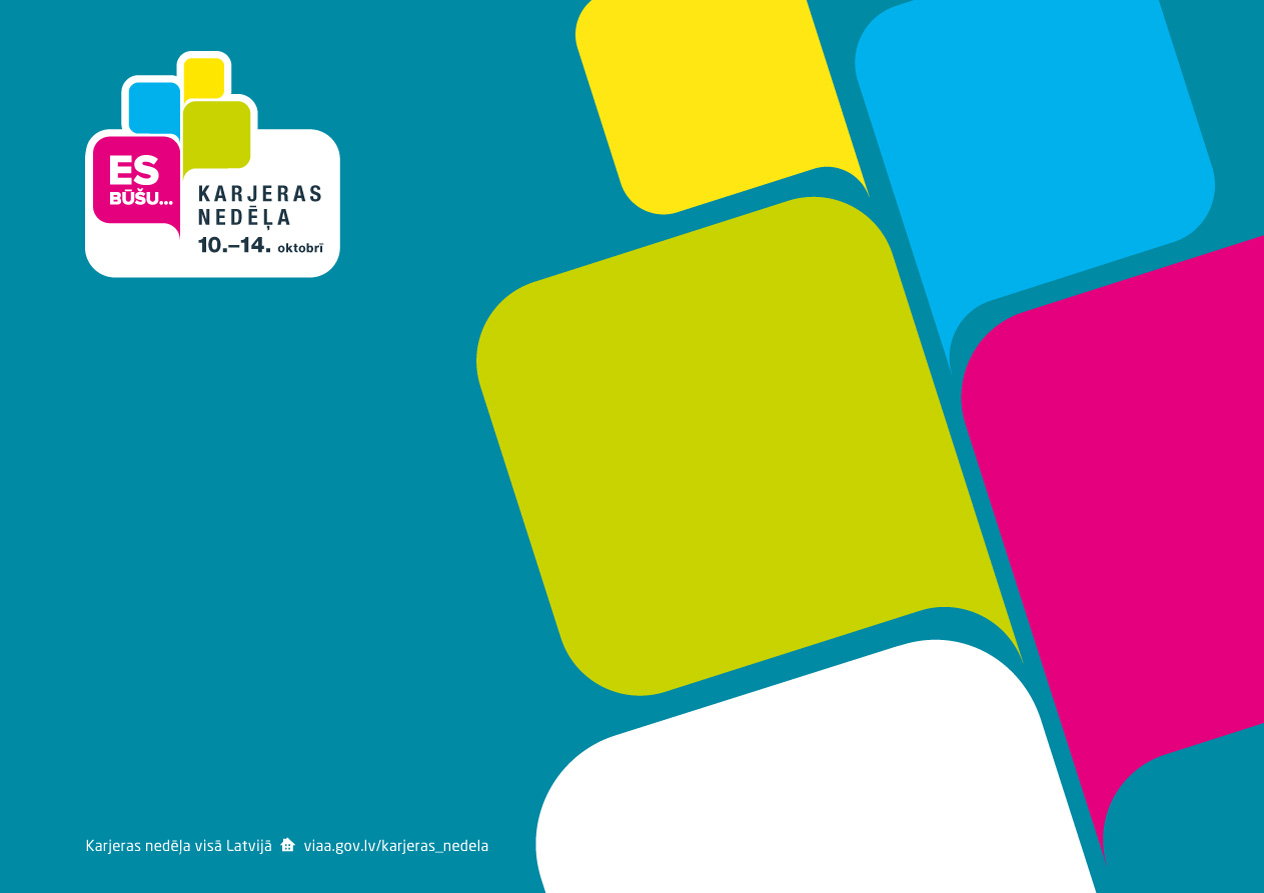 ES
BŪŠU...
KARJERAS
NEDĒĻA
10.–14. oktobrī
Karjeras nedēļa visā Latvijā viaa.gov.lv/karjeras_nedela